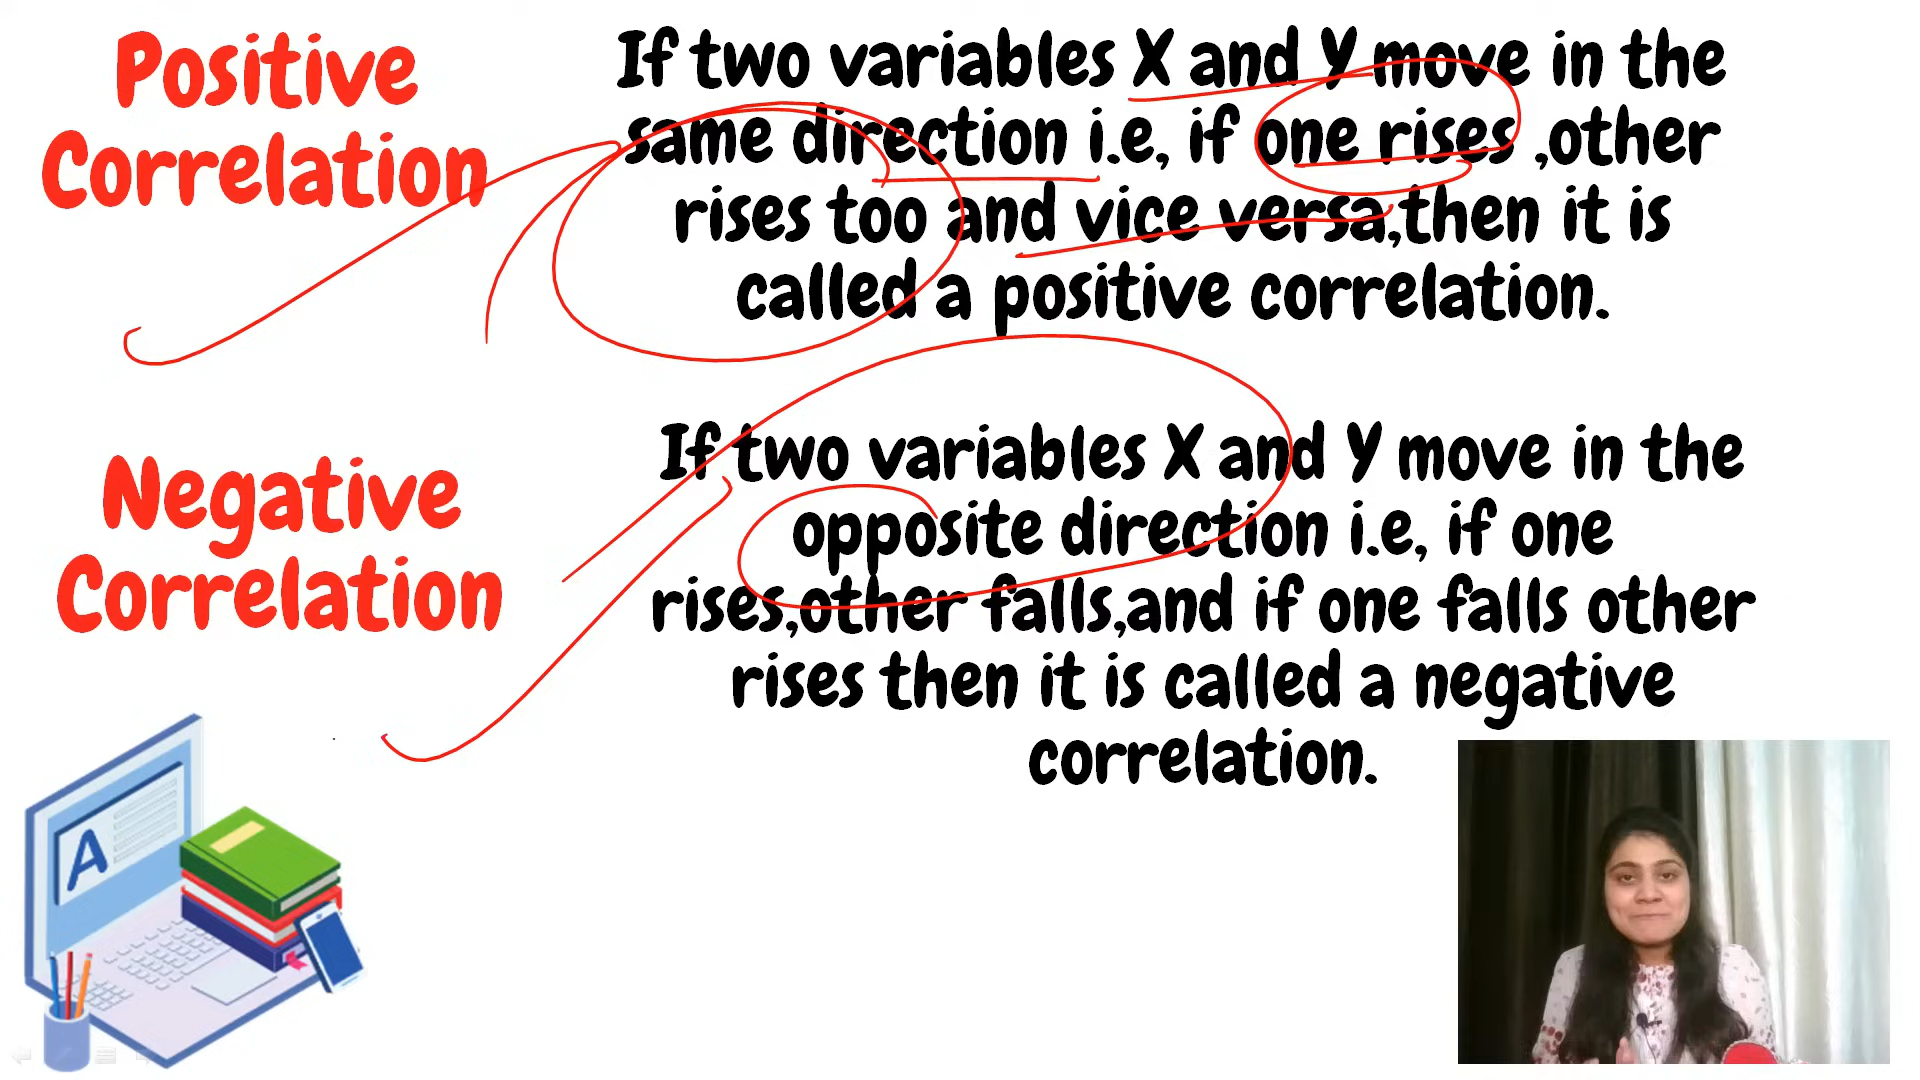 Positive
Correlation
If two variables X and Y move in the
same direction i.e, if one rises ,other
rises too and vice versa,then it is
called a positive correlation.
Negative
Correlation
If two variables X and Y move in the
opposite direction i.e, if one
rises,other falls,and if one falls other
rises then it is called a negative
correlation.
A